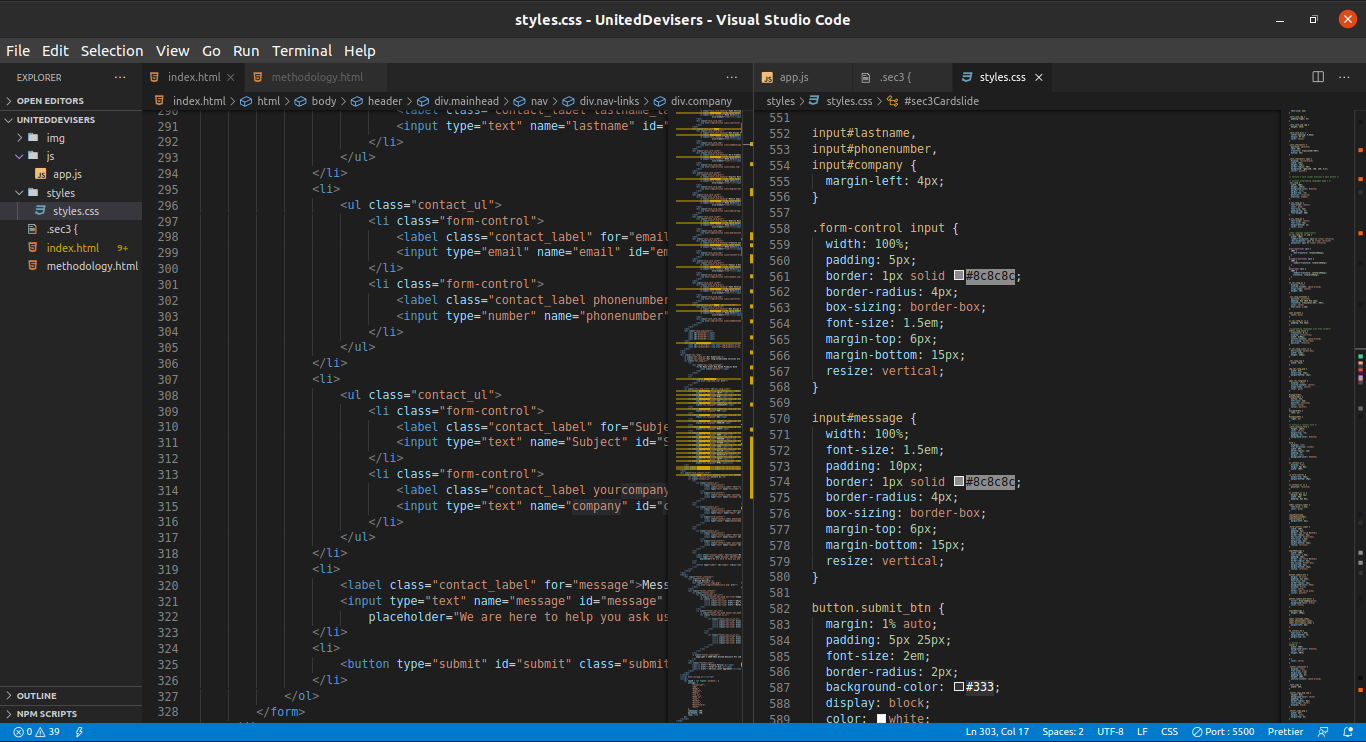 styles.css - UnitedDevisers - Visual Studio Code
File Edit Selection View Go Run Terminal Help
EXPLORER
OPEN EDITORS
UNITEDDEVISERS
img
js
app.js
styles
styles.css
.sec3 {
index.html 9+
methodology.html
OUTLINE
NPM SCRIPTS
index.html methodology.html
index.html > html > body > header > div.mainhead > nav > div.nav-links > div.company
290 <label class="contact_label lastname_la
291 <input type="text" name="lastname" id="
292 </li>
293 </ul>
294 </li>
295 <li>
296 <ul class="contact_ul">
297 <li class="form-control">
298 <label class="contact_label" for="email
299 <input type="email" name="email" id="em
300 </li>
301 <li class="form-control">
302 <label class="contact_label phonenumber
303 <input type="number" name="phonenumber"
304 </li>
305 </ul>
306 </li>
307 <li>
308 <ul class="contact_ul">
309 <li class="form-control">
310 <label class="contact_label" for="Subje
311 <input type="text" name="Subject" id="S
312 </li>
313 <li class="form-control">
314 <label class="contact_label yourcompany
315 <input type="text" name="company" id="c
316 </li>
317 </ul>
318 </li>
319 <li>
320 <label class="contact_label" for="message">Mess
321 <input type="text" name="message" id="message"
322 placeholder="We are here to help you ask us
323 </li>
324 <li>
325 <button type="submit" id="submit" class="submit
326 </li>
327 </ol>
328 </form>
app.js .sec3 { styles.css
styles > styles.css > #sec3Cardslide
551
552 input#lastname,
553 input#phonenumber,
554 input#company {
555 margin-left: 4px;
556 }
557
558 .form-control input {
559 width: 100%;
560 padding: 5px;
561 border: 1px solid #8c8c8c;
562 border-radius: 4px;
563 box-sizing: border-box;
564 font-size: 1.5em;
565 margin-top: 6px;
566 margin-bottom: 15px;
567 resize: vertical;
568 }
569
570 input#message {
571 width: 100%;
572 font-size: 1.5em;
573 padding: 10px;
574 border: 1px solid #8c8c8c;
575 border-radius: 4px;
576 box-sizing: border-box;
577 margin-top: 6px;
578 margin-bottom: 15px;
579 resize: vertical;
580 }
581
582 button.submit_btn {
583 margin: 1% auto;
584 padding: 5px 25px;
585 font-size: 2em;
586 border-radius: 2px;
587 background-color: #333;
588 display: block;
589 color: white;
0 39
Ln 303, Col 17 Spaces: 2 UTF-8 LF CSS Port : 5500 Prettier